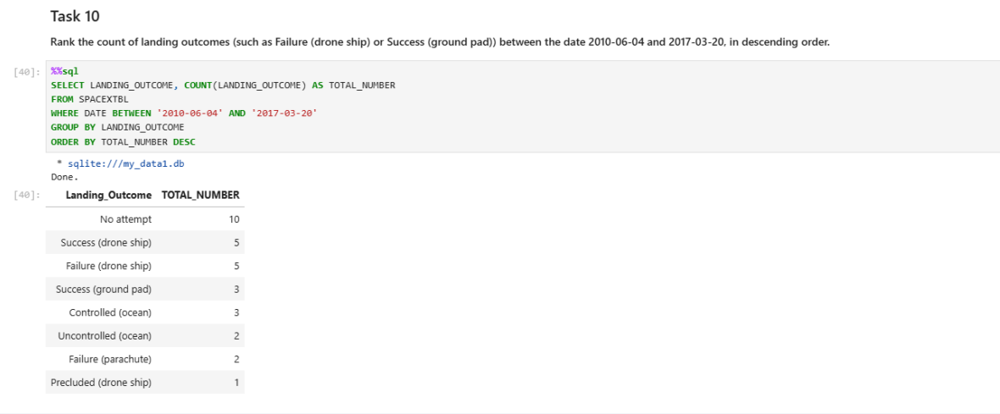 Task 10
Rank the count of landing outcomes (such as Failure (drone ship) or Success (ground pad)) between the date 2010-06-04 and 2017-03-20, in descending order.
[40]: %%sql
SELECT LANDING_OUTCOME, COUNT(LANDING_OUTCOME) AS TOTAL_NUMBER
FROM SPACEXTBL
WHERE DATE BETWEEN '2010-06-04' AND '2017-03-20'
GROUP BY LANDING_OUTCOME
ORDER BY TOTAL_NUMBER DESC
* sqlite:///my_data1.db
Done.
[40]: Landing_Outcome TOTAL_NUMBER
No attempt 10
Success (drone ship) 5
Failure (drone ship) 5
Success (ground pad) 3
Controlled (ocean) 3
Uncontrolled (ocean) 2
Failure (parachute) 2
Precluded (drone ship) 1